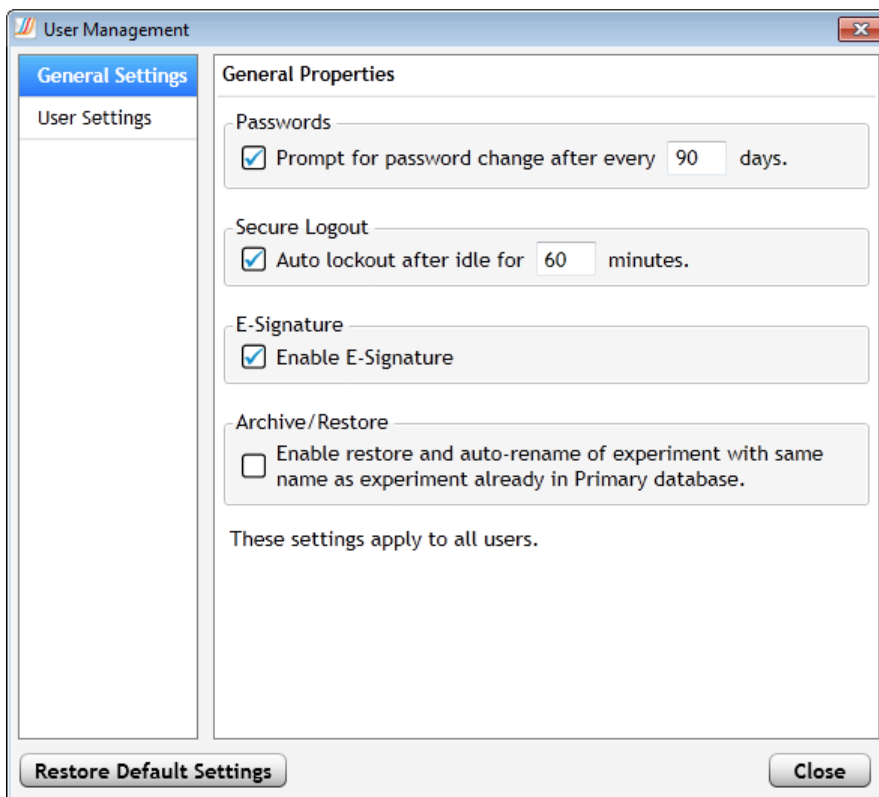 User Management
General Settings
User Settings
General Properties
Passwords
Prompt for password change after every 90 days.
Secure Logout
Auto lockout after idle for 60 minutes.
E-Signature
Enable E-Signature
Archive/Restore
Enable restore and auto-rename of experiment with same
name as experiment already in Primary database.
These settings apply to all users.
Restore Default Settings
Close